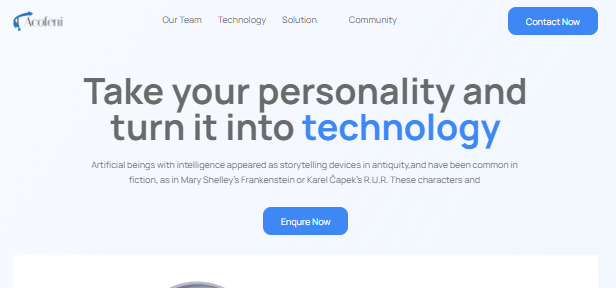 Acofeni
Our Team Technology Solution Community
Contact Now
Take your personality and
turn it into technology
Artificial beings with intelligence appeared as storytelling devices in antiquity,and have been common in
fiction, as in Mary Shelley's Frankenstein or Karel Čapek's R.U.R. These characters and
Enqure Now